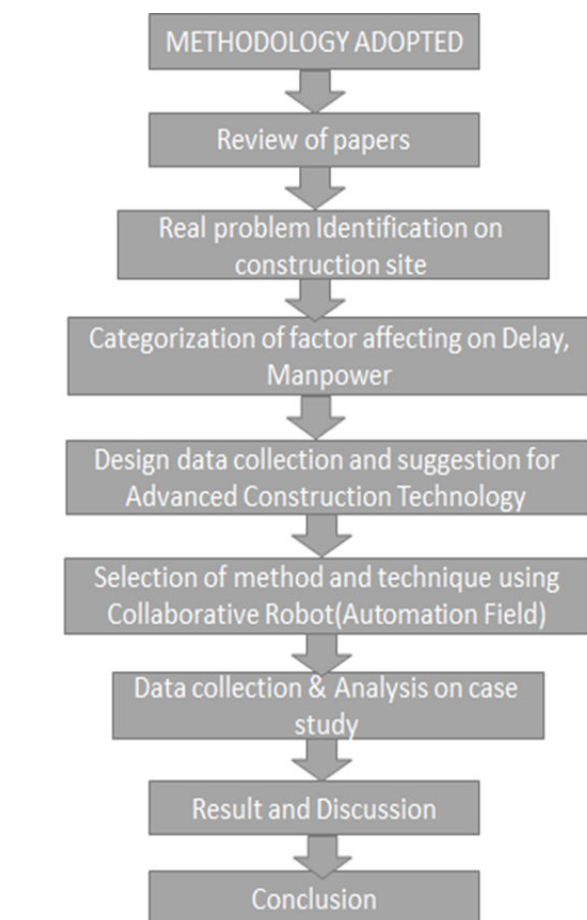 METHODOLOGY ADOPTED
Review of papers
Real problem Identification on
construction site
Categorization of factor affecting on Delay,
Manpower
Design data collection and suggestion for
Advanced Construction Technology
Selection of method and technique using
Collaborative Robot(Automation Field)
Data collection & Analysis on case
study
Result and Discussion
Conclusion